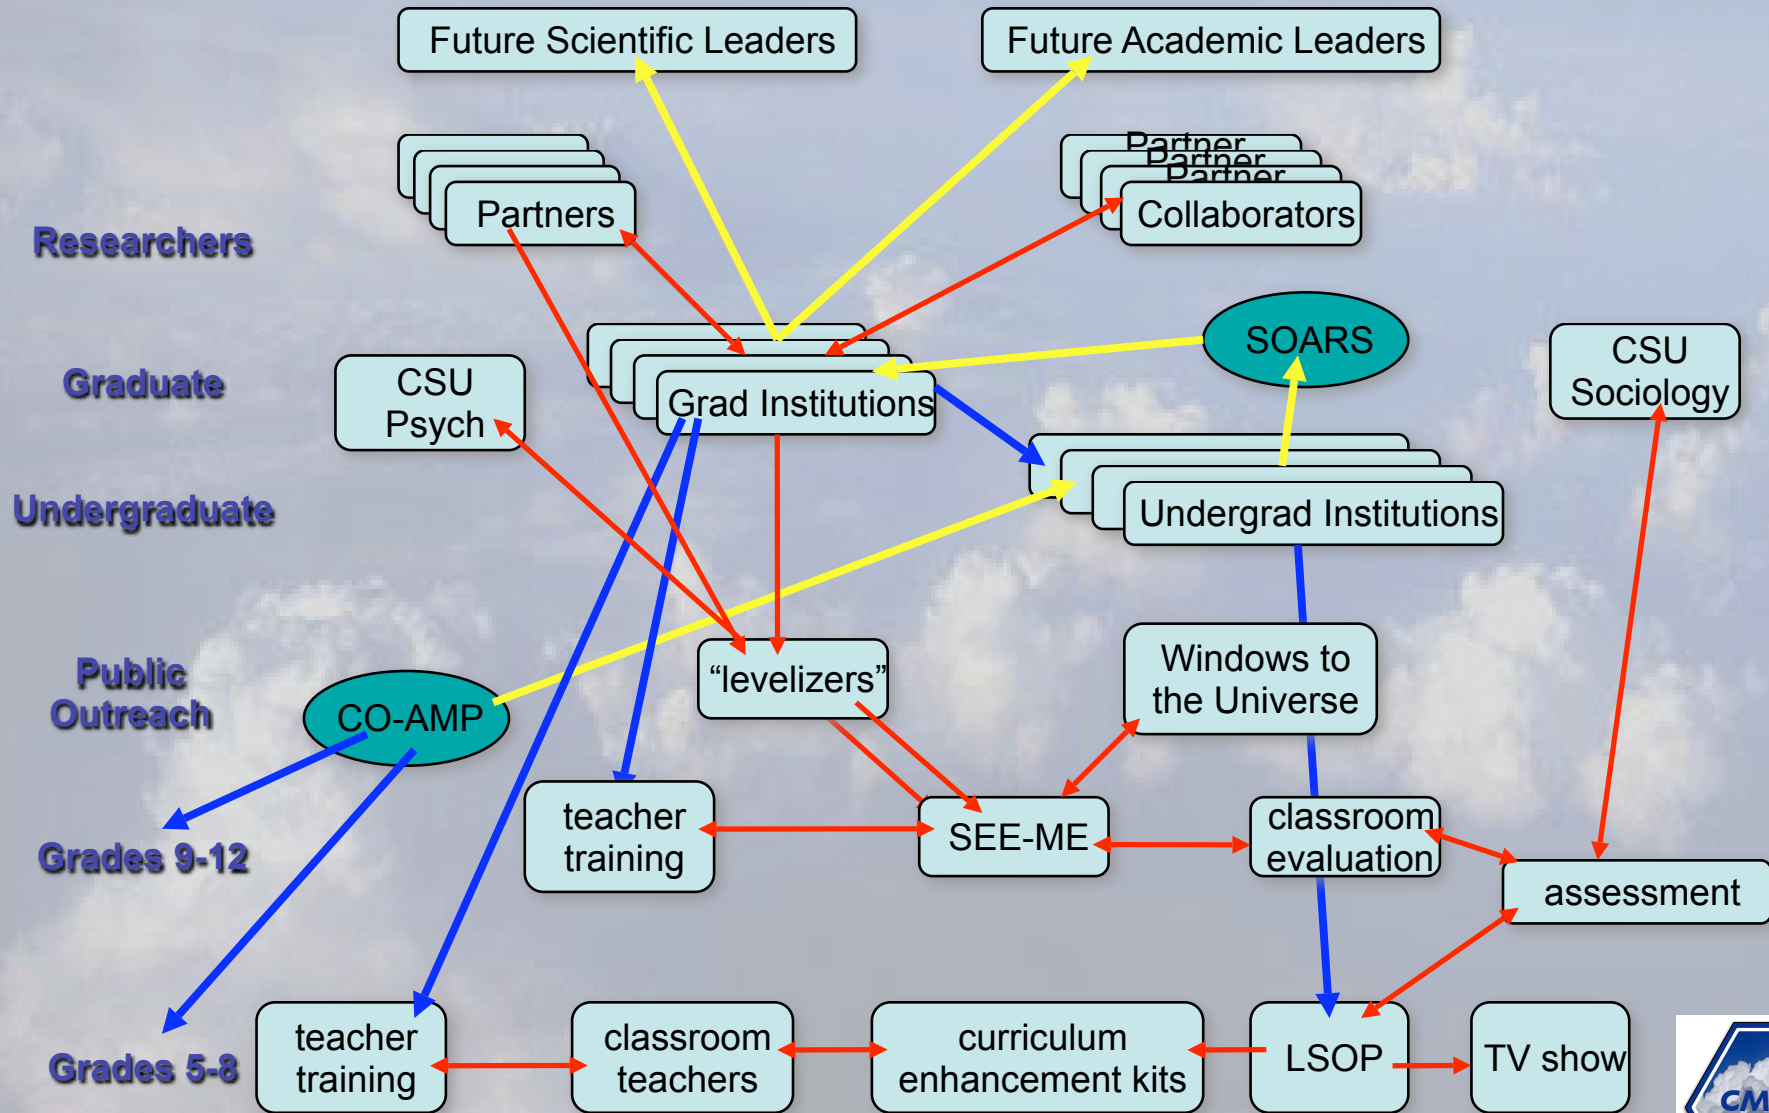 Future Scientific Leaders
Future Academic Leaders
Partner
Partner
Partner
Researchers
Partners
Collaborators
SOARS
Graduate
CSU
Psych
Grad Institutions
CSU
Sociology
Undergraduate
Undergrad Institutions
Public
Outreach
CO-AMP
“levelizers”
Windows to
the Universe
Grades 9-12
teacher
training
SEE-ME
classroom
evaluation
assessment
Grades 5-8
teacher
training
classroom
teachers
curriculum
enhancement kits
LSOP
TV show